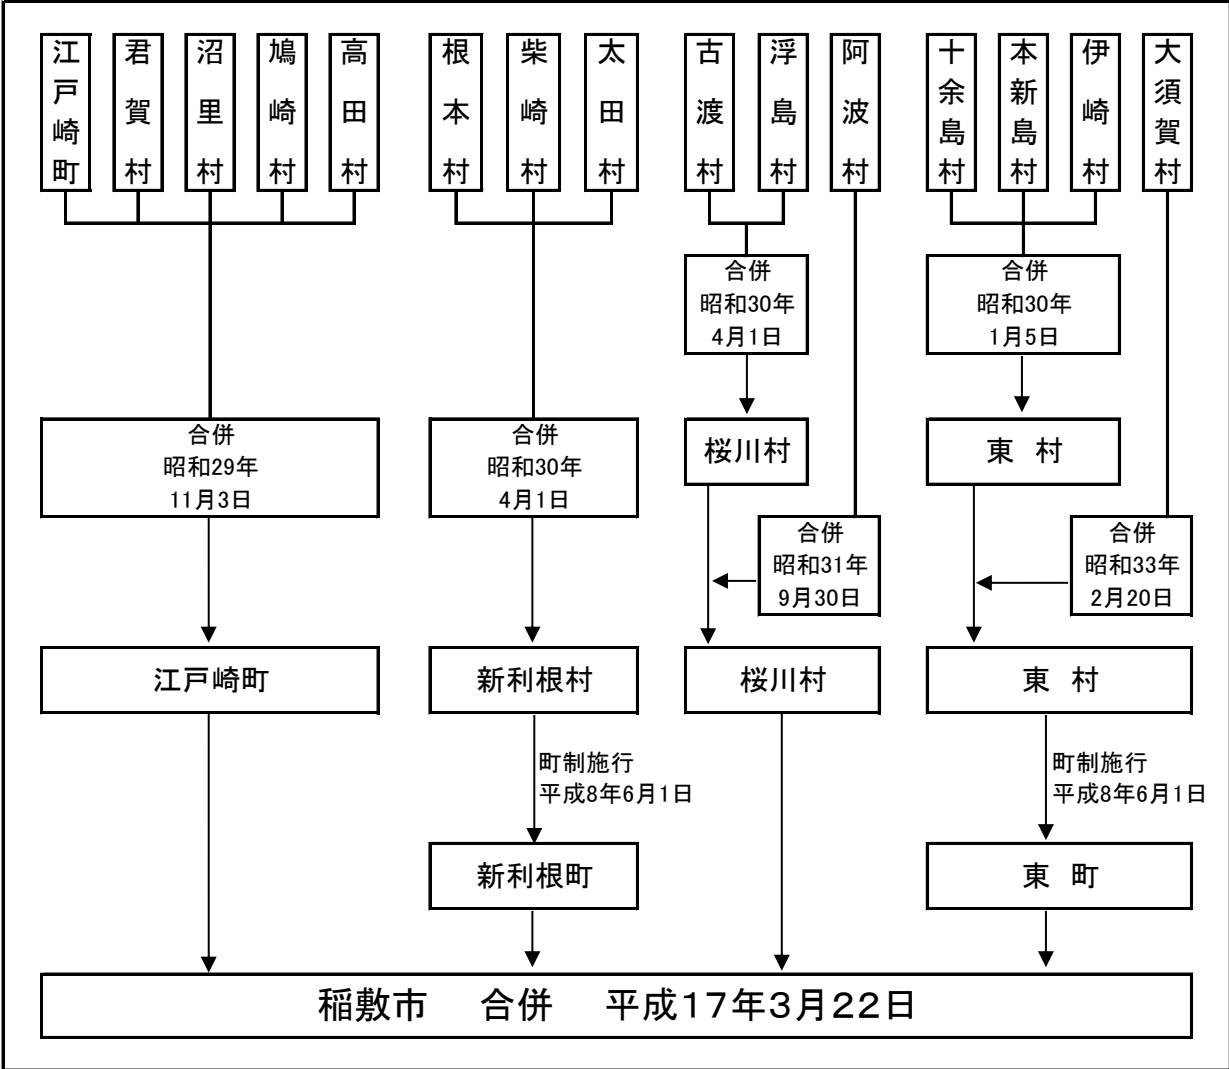 江戸崎町
君賀村
沼里村
鳩崎村
高田村
根本村
柴崎村
太田村
古渡村
浮島村
阿波村
十余島村
本新島村
伊崎村
大須賀村
合併
昭和30年
4月1日
合併
昭和30年
1月5日
合併
昭和29年
11月3日
合併
昭和30年
4月1日
桜川村
東 村
合併
昭和31年
9月30日
合併
昭和33年
2月20日
江戸崎町
新利根村
桜川村
東 村
町制施行
平成8年6月1日
町制施行
平成8年6月1日
新利根町
東 町
稲敷市 合併 平成17年3月22日